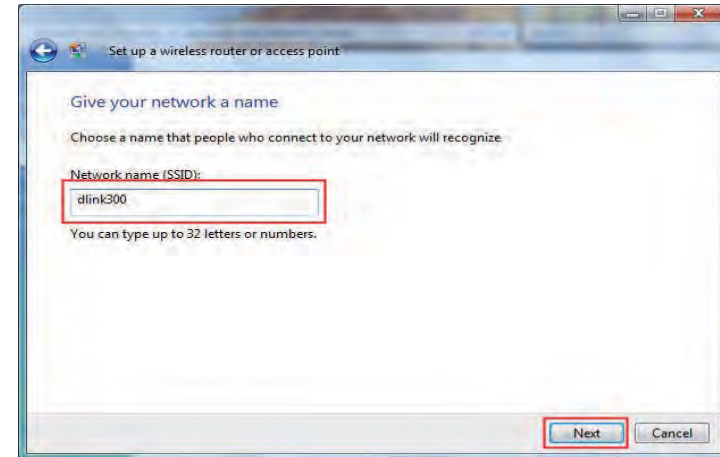 Set up a wireless router or access point
Give your network a name
Choose a name that people who connect to your network will recognize
Network name (SSID):
dlink300
You can type up to 32 letters or numbers.
Next Cancel